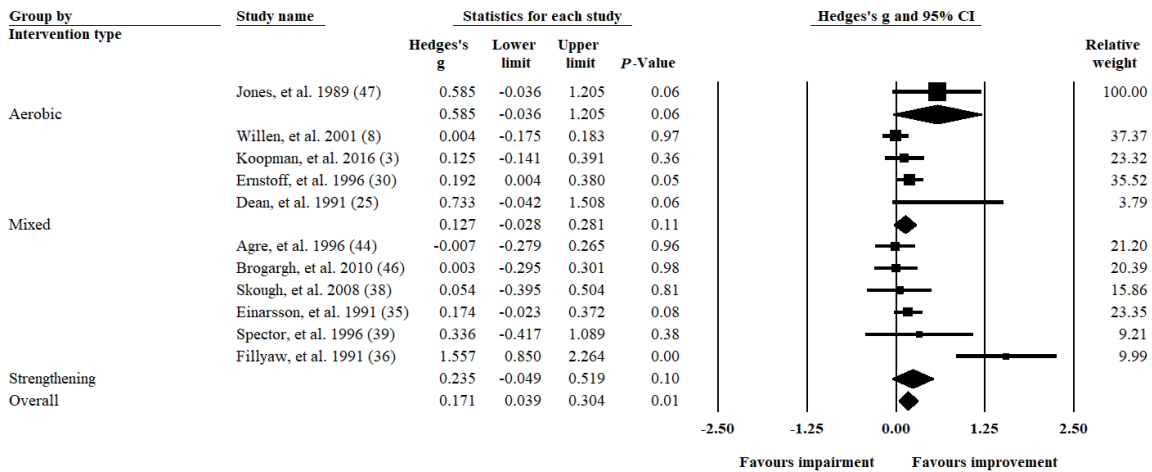 Group by Study name Statistics for each study Hedges's g and 95% CI
Intervention type
Hedges's Lower Upper Relative
g limit limit P-Value weight
Jones, et al. 1989 (47) 0.585 -0.036 1.205 0.06 100.00
Aerobic 0.585 -0.036 1.205 0.06
Willen, et al. 2001 (8) 0.004 -0.175 0.183 0.97 37.37
Koopman, et al. 2016 (3) 0.125 -0.141 0.391 0.36 23.32
Ernstoff, et al. 1996 (30) 0.192 0.004 0.380 0.05 35.52
Dean, et al. 1991 (25) 0.733 -0.042 1.508 0.06 3.79
Mixed 0.127 -0.028 0.281 0.11
Agre, et al. 1996 (44) -0.007 -0.279 0.265 0.96 21.20
Brogargh, et al. 2010 (46) 0.003 -0.295 0.301 0.98 20.39
Skough, et al. 2008 (38) 0.054 -0.395 0.504 0.81 15.86
Einarsson, et al. 1991 (35) 0.174 -0.023 0.372 0.08 23.35
Spector, et al. 1996 (39) 0.336 -0.417 1.089 0.38 9.21
Fillyaw, et al. 1991 (36) 1.557 0.850 2.264 0.00 9.99
Strengthening 0.235 -0.049 0.519 0.10
Overall 0.171 0.039 0.304 0.01
-2.50 -1.25 0.00 1.25 2.50
Favours impairment Favours improvement